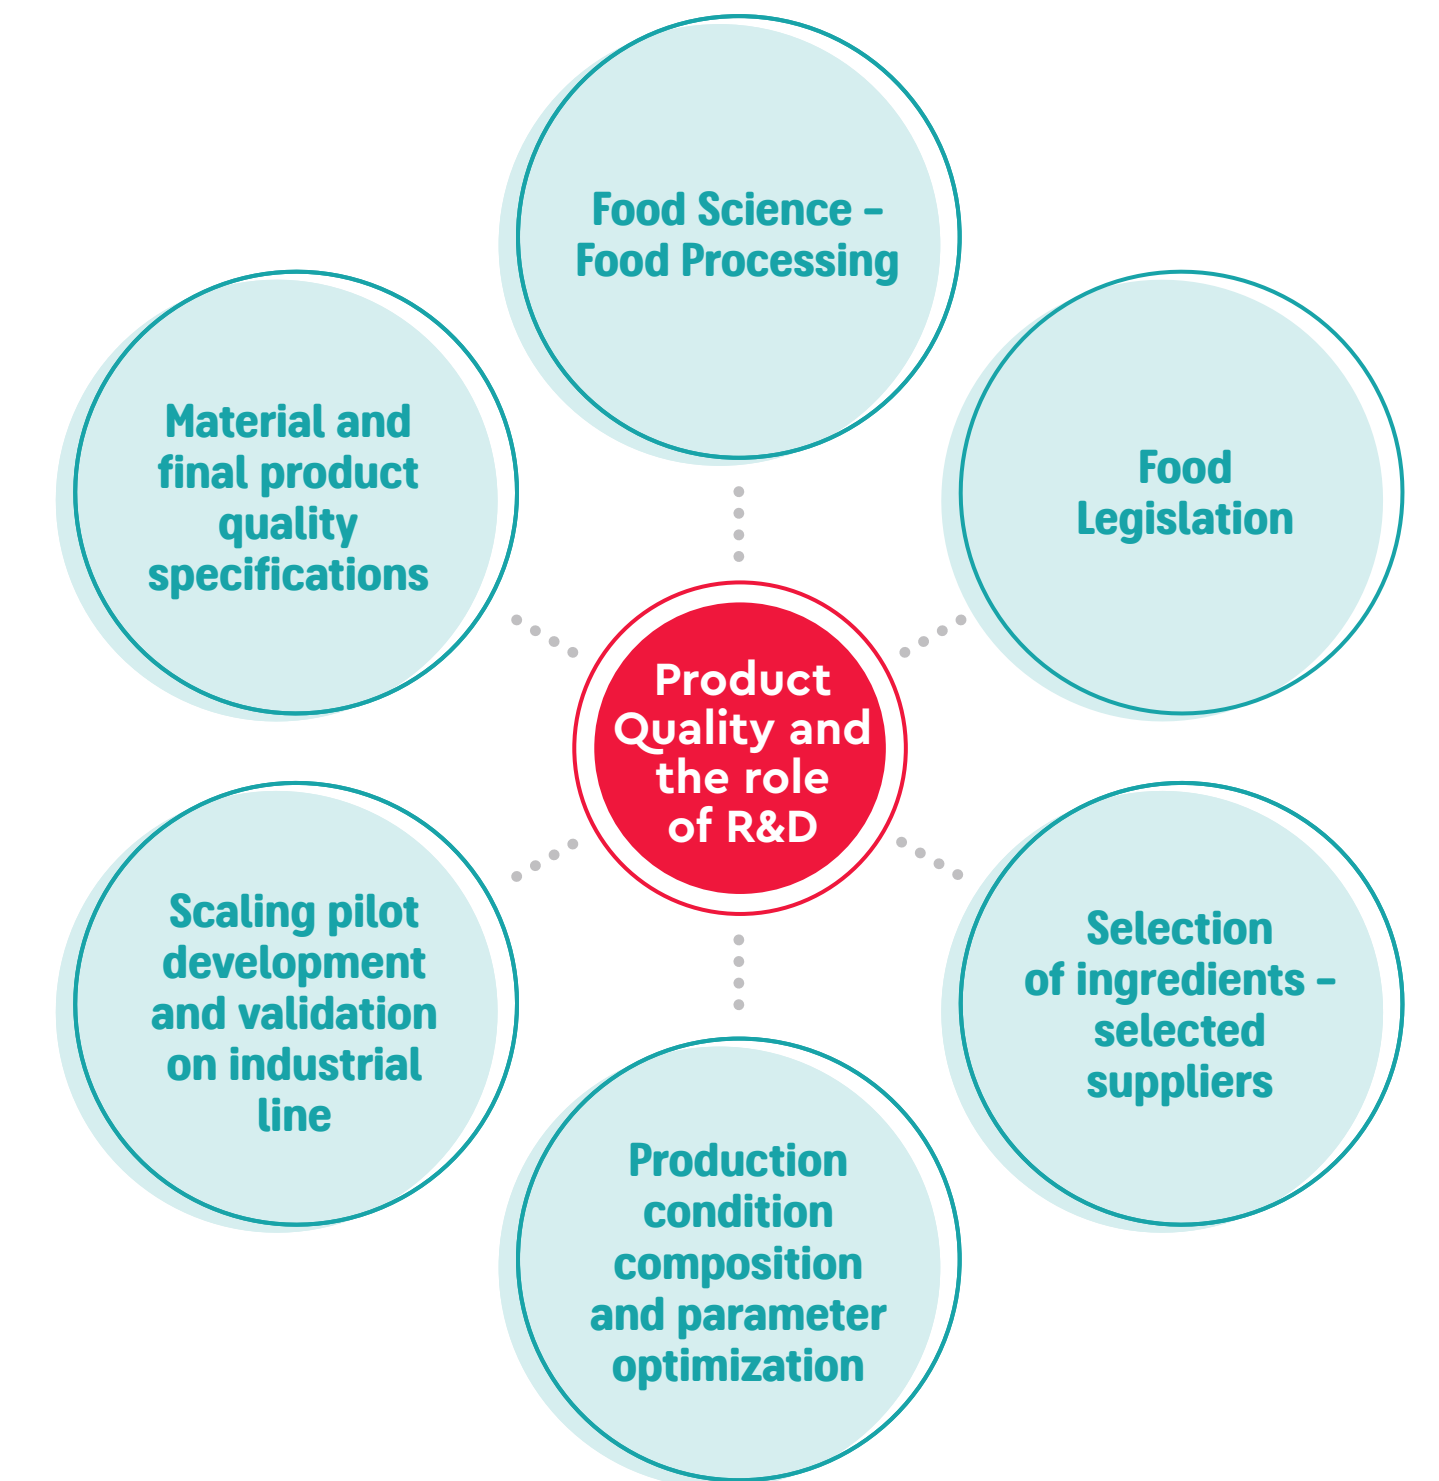 Food Science –
Food Processing
Material and
final product
quality
specifications
Food
Legislation
Product
Quality and
the role
of R&D
Scaling pilot
development
and validation
on industrial
line
Selection
of ingredients –
selected
suppliers
Production
condition
composition
and parameter
optimization